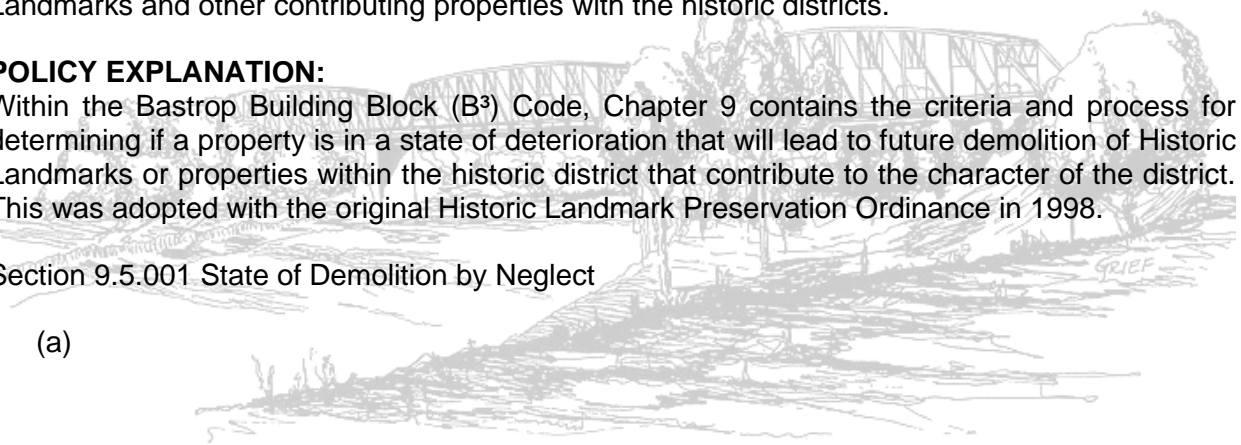 Landmarks and other contributing properties with the historic districts.
POLICY EXPLANATION:
Within the Bastrop Building Block (B³) Code, Chapter 9 contains the criteria and process for
determining if a property is in a state of deterioration that will lead to future demolition of Historic
Landmarks or properties within the historic district that contribute to the character of the district.
This was adopted with the original Historic Landmark Preservation Ordinance in 1998.
Section 9.5.001 State of Demolition by Neglect
(a)
GRIEF